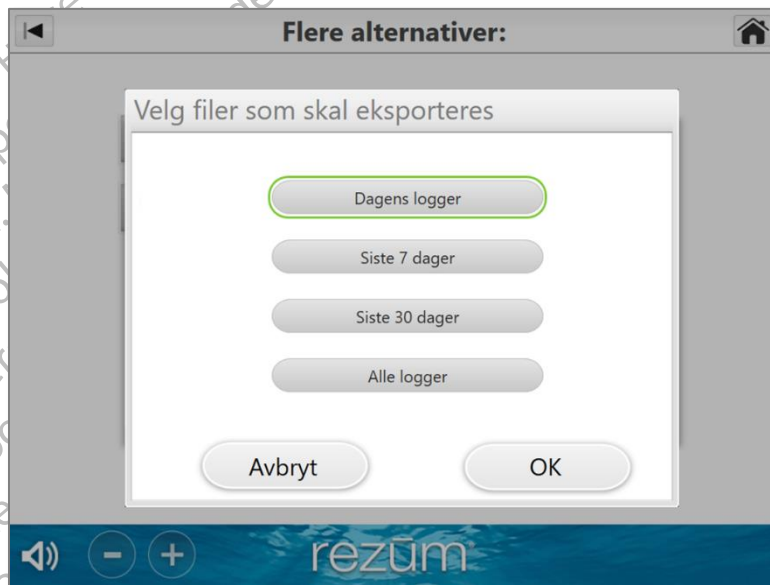 Flere alternativer:
Velg filer som skal eksporteres
Dagens logger
Siste 7 dager
Siste 30 dager
Alle logger
Avbryt
OK
rezūm